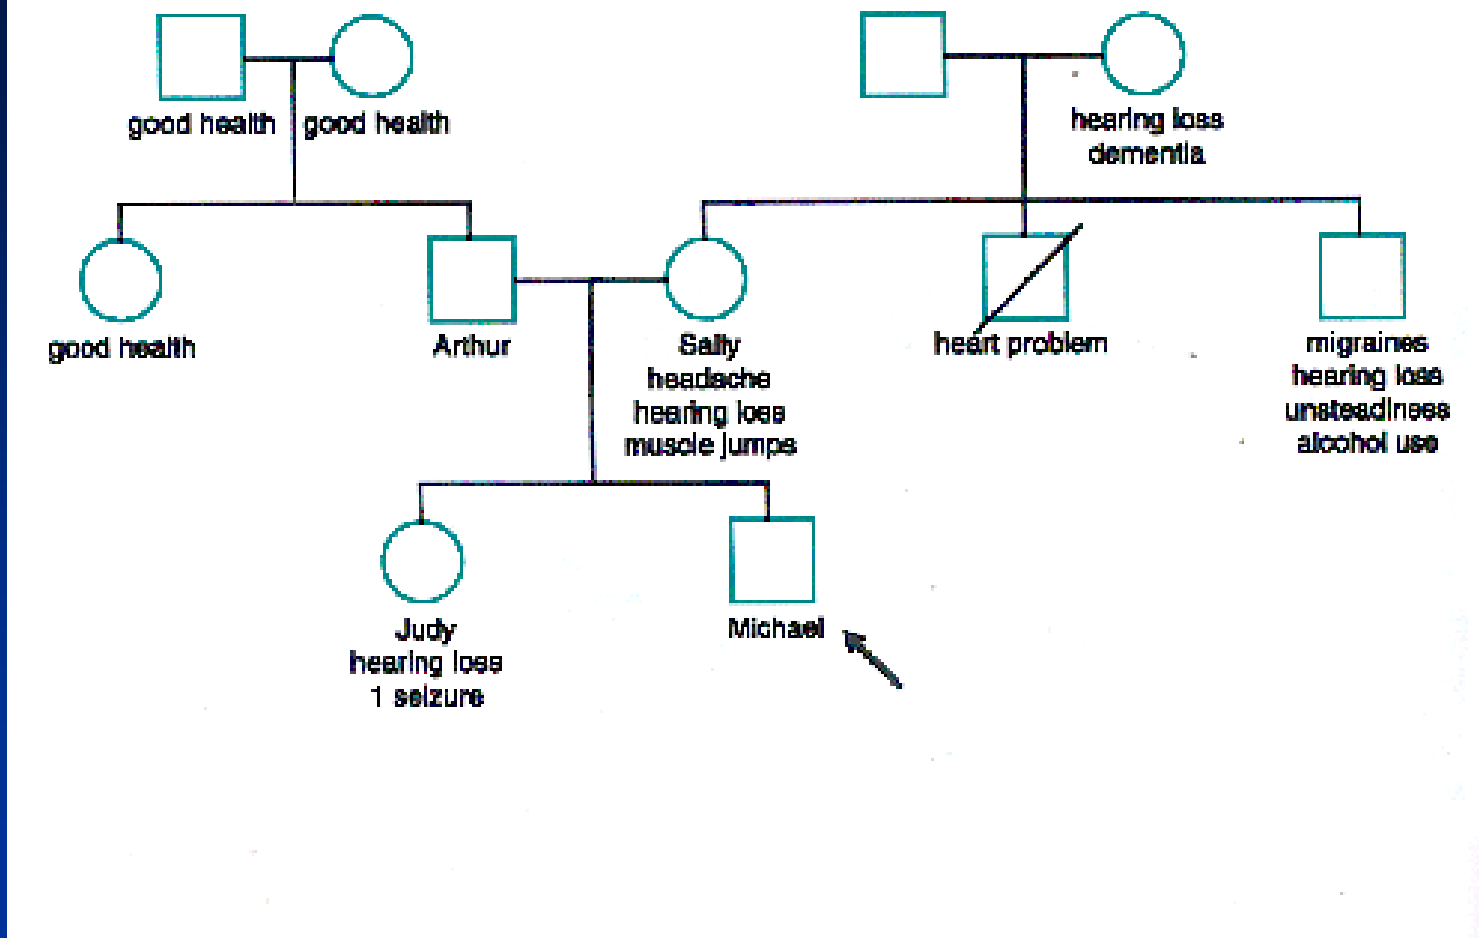 good health
good health
hearing loss
dementia
good health
Arthur
Sally
headache
hearing loss
muscle jumps
heart problem
migraines
hearing loss
unsteadiness
alcohol use
Judy
hearing loss
1 seizure
Michael